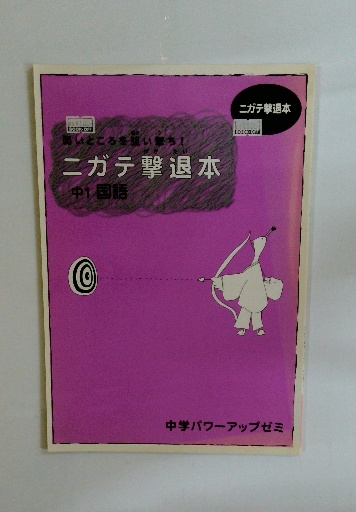 ニガテ撃退本
弱いところを狙い撃ち!
ニガテ撃退本
中1 国語
中学パワーアップゼミ